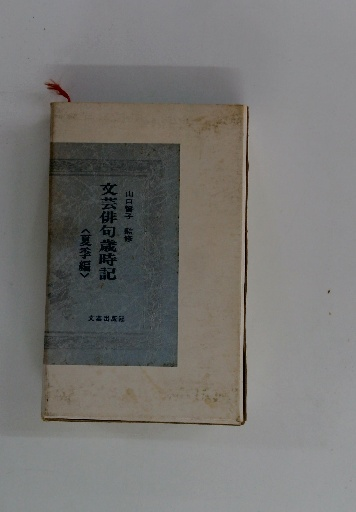 山口誓子 監修
文芸俳句歳時記
〈夏季編〉
文本出版社